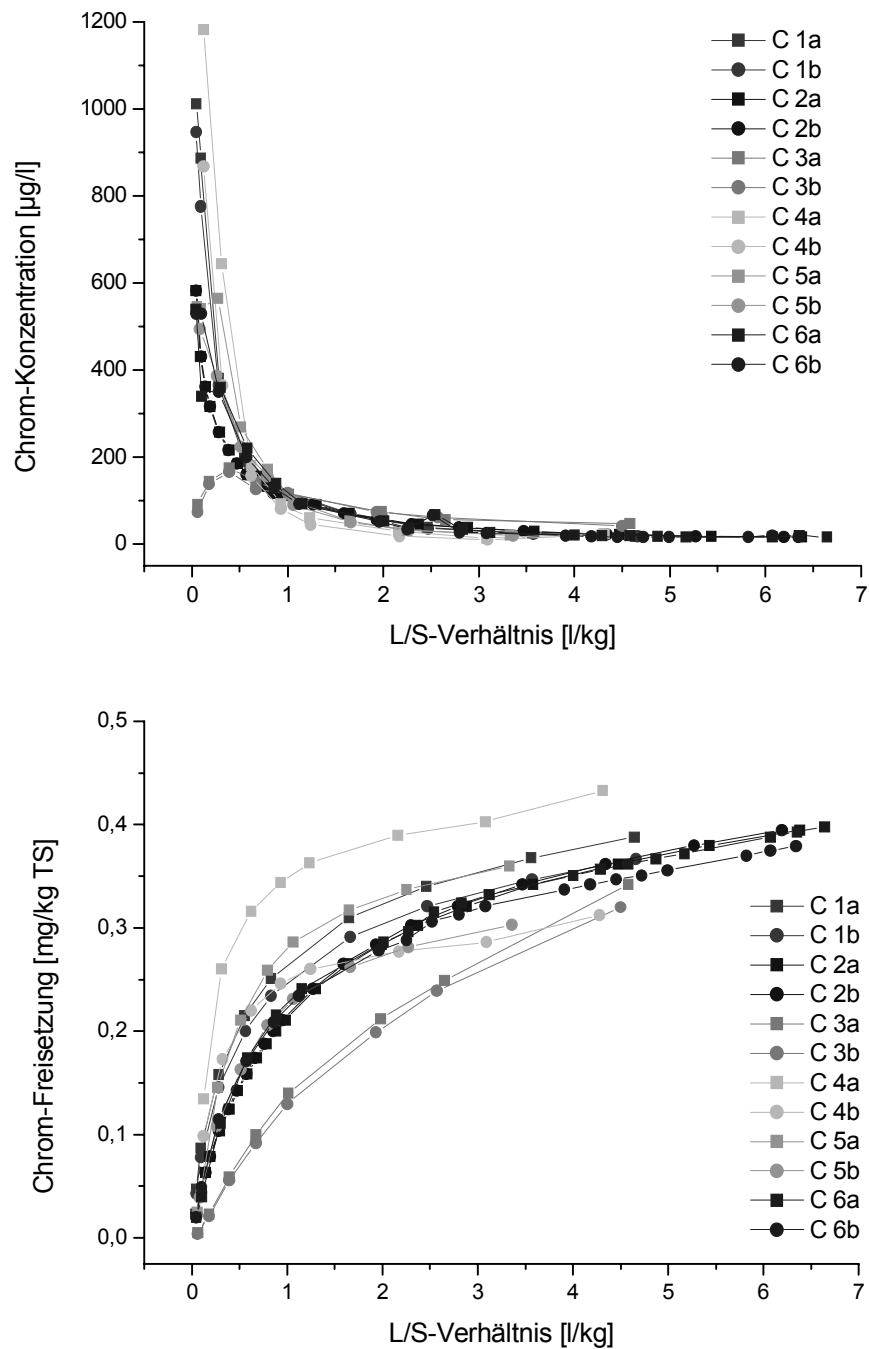 1200
1000
800
600
400
200
0
Chrom-Konzentration [µg/l]
0 1 2 3 4 5 6 7
L/S-Verhältnis [l/kg]
C 1a
C 1b
C 2a
C 2b
C 3a
C 3b
C 4a
C 4b
C 5a
C 5b
C 6a
C 6b
0,5
0,4
0,3
0,2
0,1
0,0
Chrom-Freisetzung [mg/kg TS]
0 1 2 3 4 5 6 7
L/S-Verhältnis [l/kg]
C 1a
C 1b
C 2a
C 2b
C 3a
C 3b
C 4a
C 4b
C 5a
C 5b
C 6a
C 6b